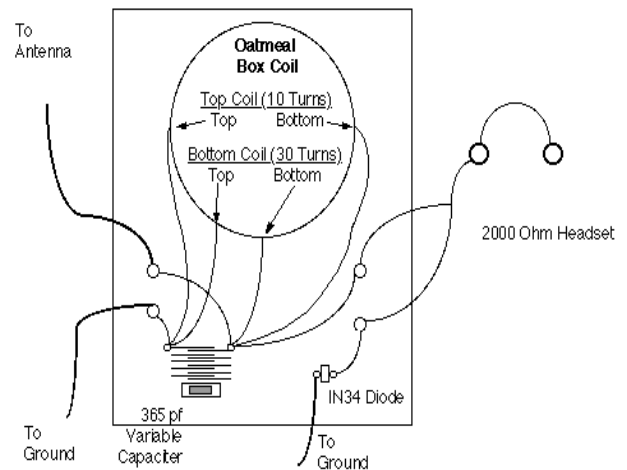 To
Antenna
Oatmeal
Box Coil
Top Coil (10 Turns)
Top Bottom
Bottom Coil (30 Turns)
Top Bottom
2000 Ohm Headset
IN34 Diode
365 pf
Variable
Capaciter
To
Ground
To
Ground